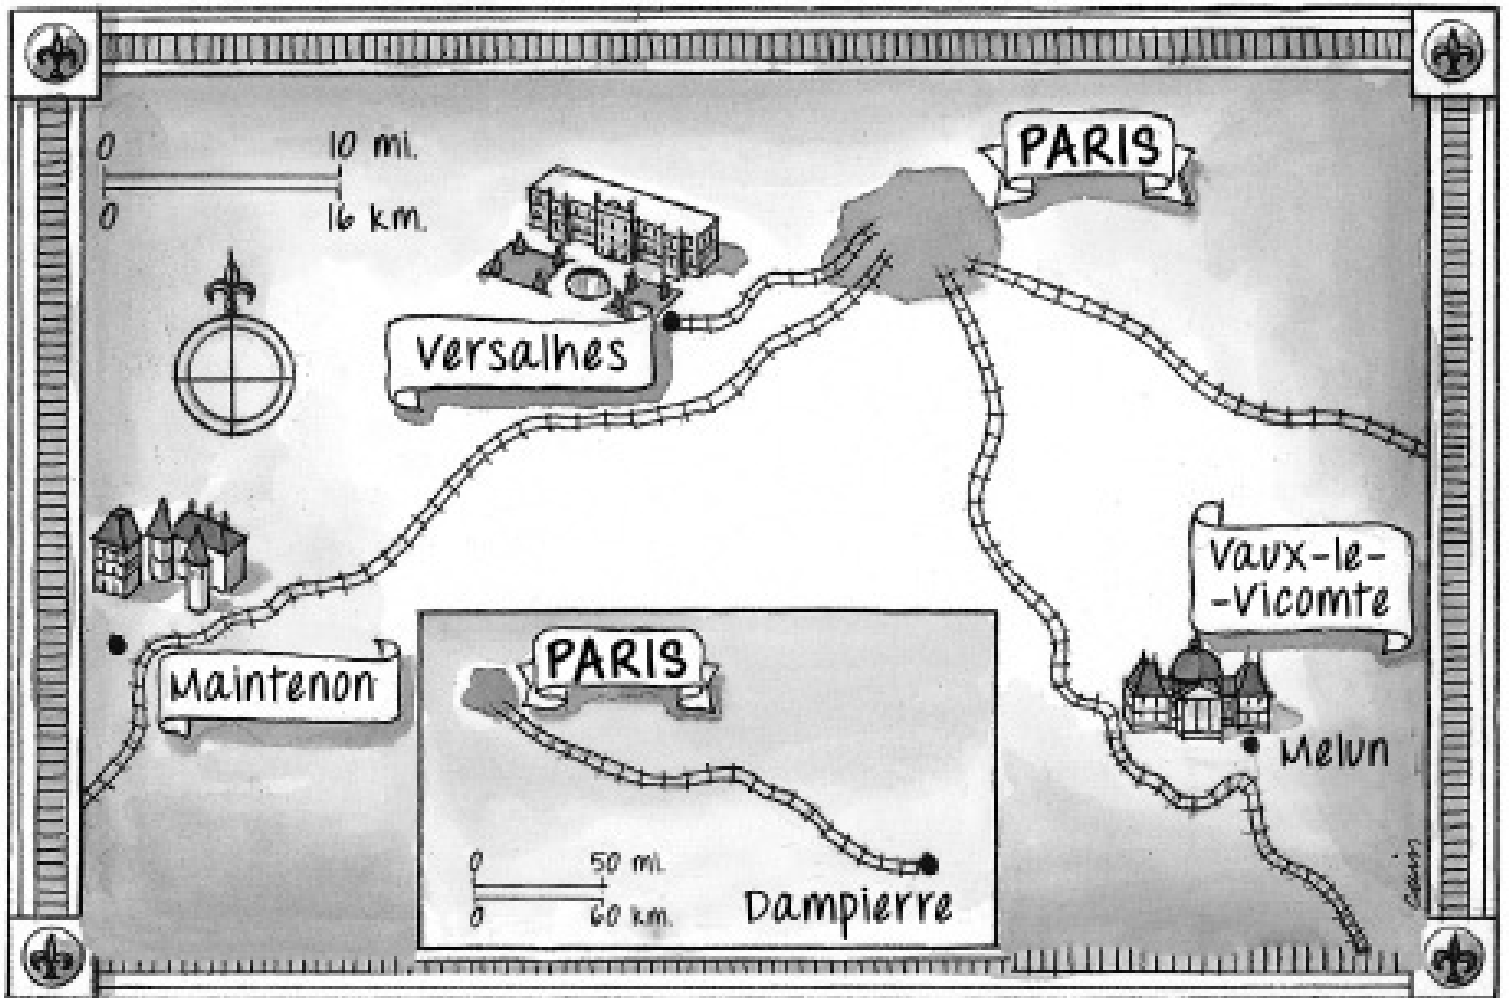 0 10 mi.
0 16 km.
PARIS
Versalhes
Vaux-le-
-Vicomte
Maintenon
Melun
PARIS
0 50 mi.
0 60 km.
Dampierre